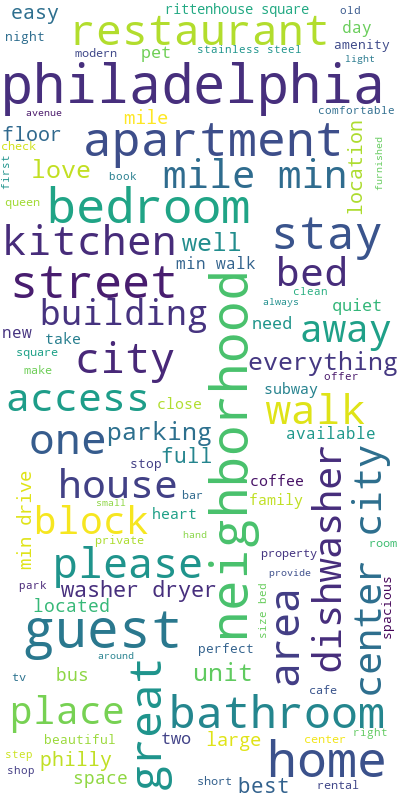 easy
rittenhouse square
old
restaurant
day
night
modern
pet
stainless steel
amenity
light
philadelphia
avenue
comfortable
mile
floor
apartment
location
check
love
mile min
furnished
first
book
queen
bedroom
stay
kitchen
well
min walk
bed
street
neighborhood
clean
always
building
need
quiet
new
take
away
square
city
everything
make
offer
access
close
subway
walk
one
parking
available
full
stop
house
coffee
dishwasher
center city
min drive
bar
family
small
block
heart
private
hand
please
property
room
park
washer dryer
provide
size bed
spacious
located
area
guest
perfect
around
great
tv
bus
unit
cafe
place
bathroom
right
beautiful
two
large
center
step
philly
home
shop
space
short
best
rental